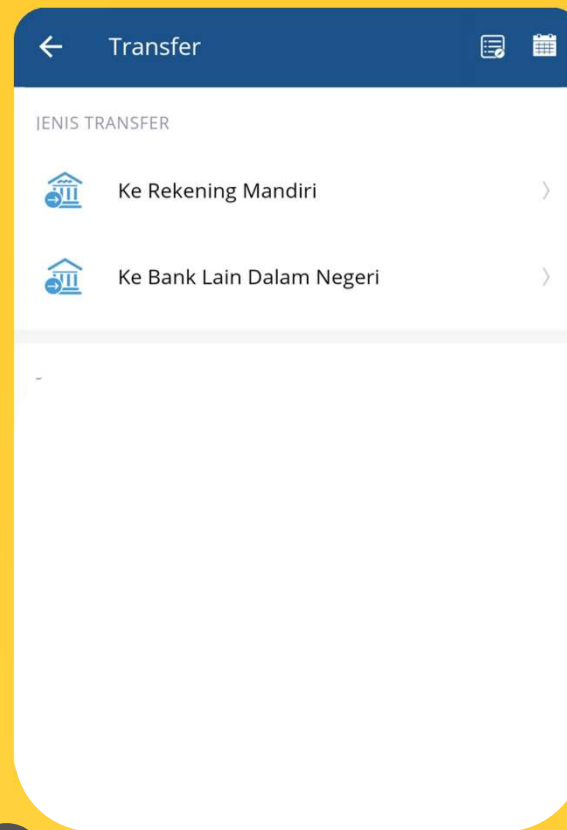 Transfer
JENIS TRANSFER
Ke Rekening Mandiri
Ke Bank Lain Dalam Negeri